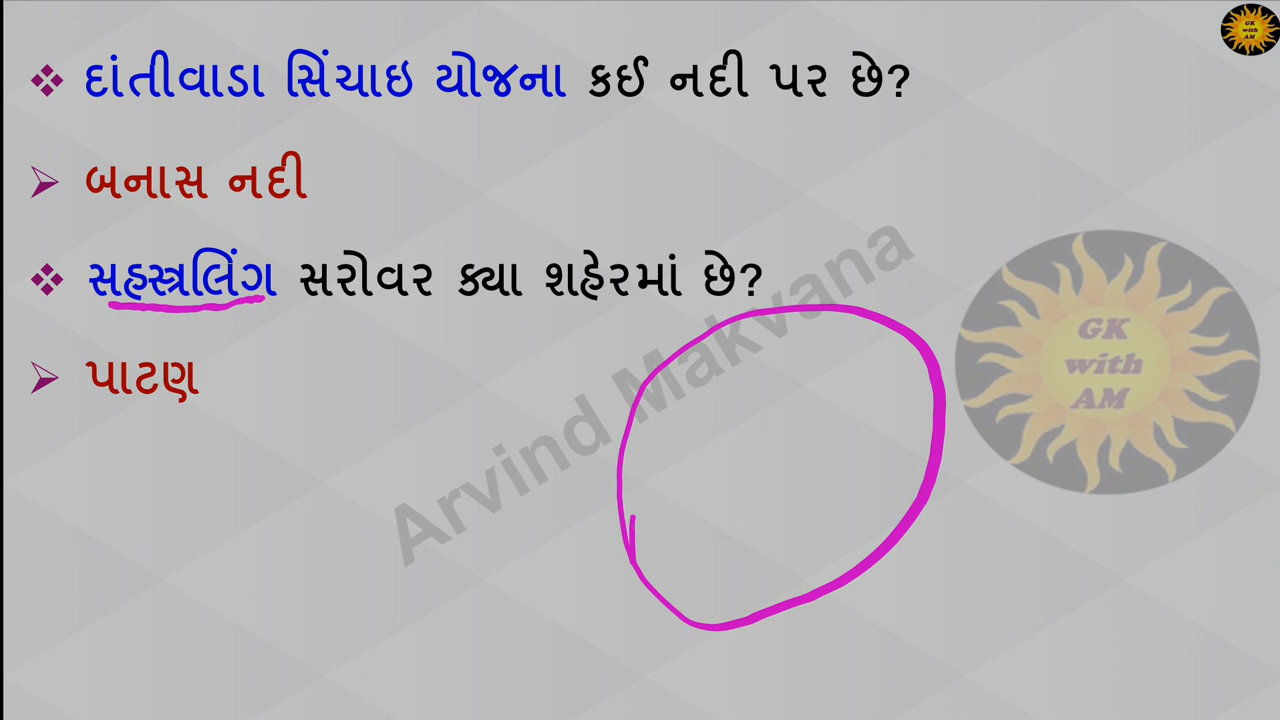 દાંતીવાડા સિંચાઇ યોજના કઈ નદી પર છે?
બનાસ નદી
સહસ્ત્રલિંગ સરોવર ક્યા શહેરમાં છે?
પાટણ
Arvind Makvana
GK
with
AM
GK
with
AM